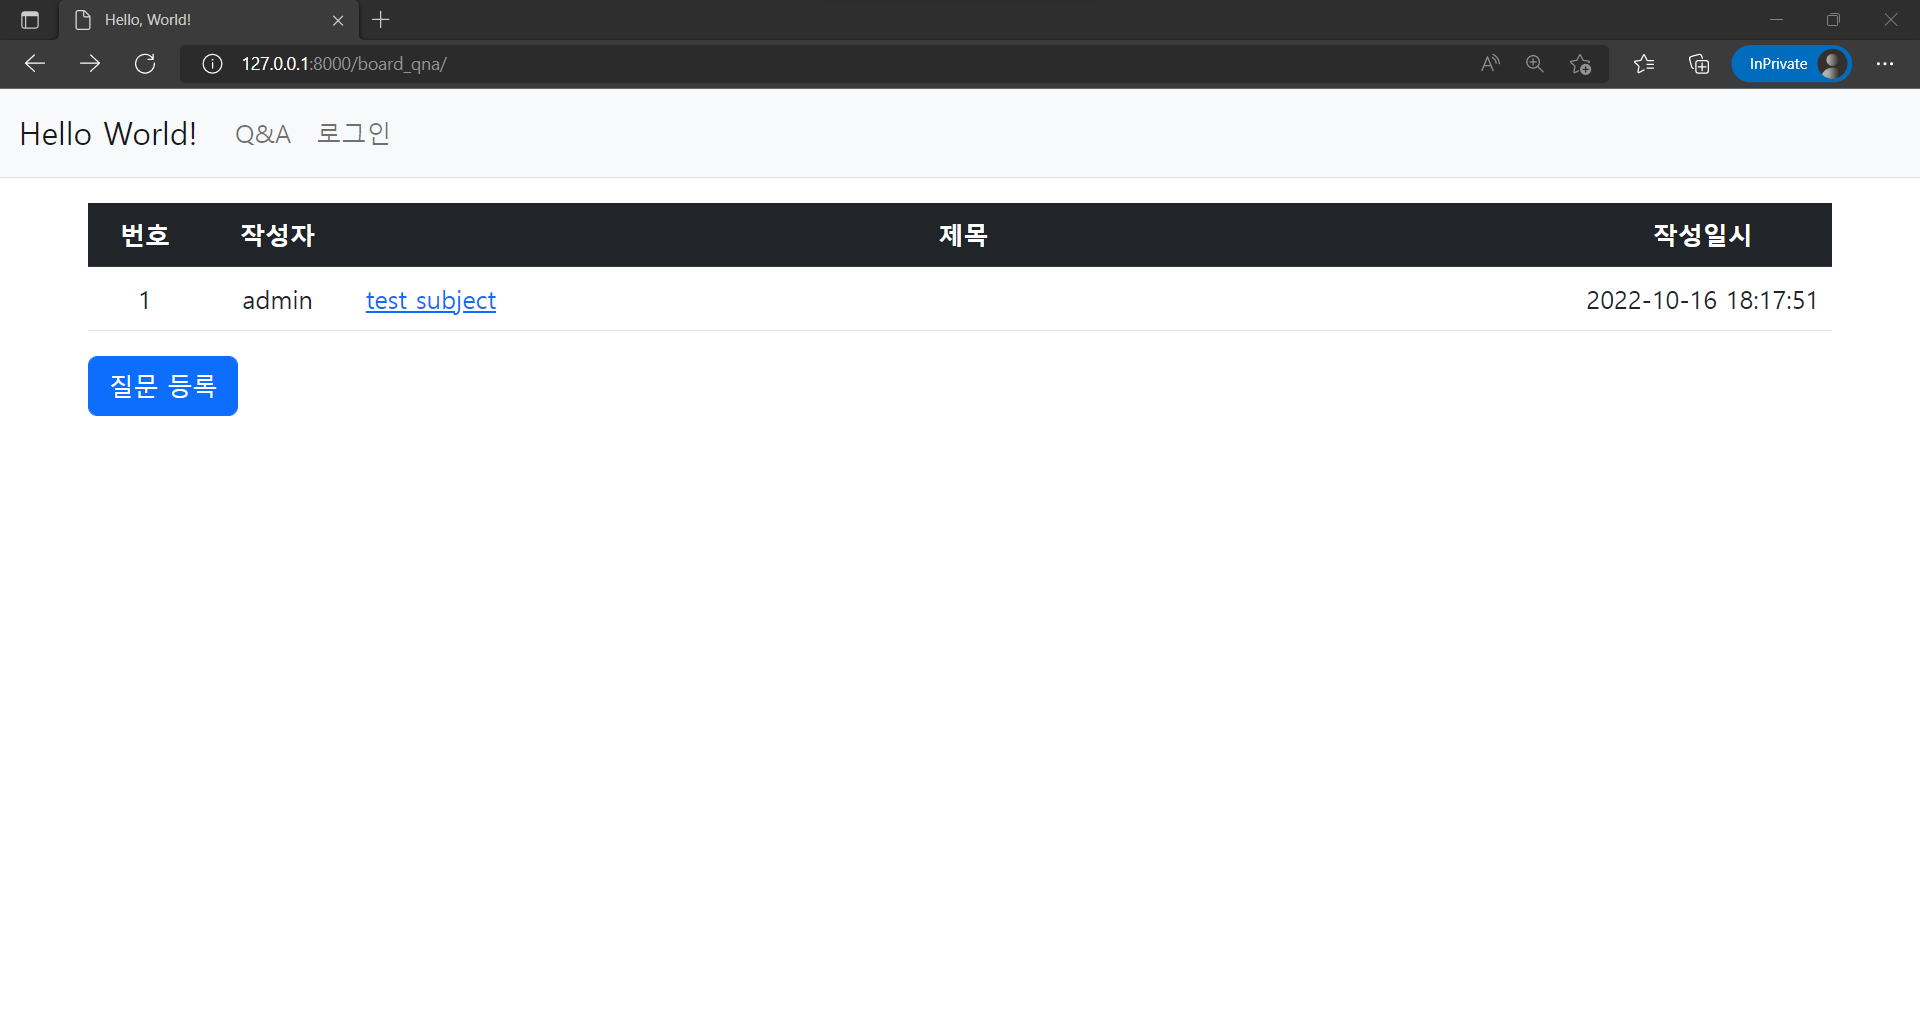 Hello, World!
127.0.0.1:8000/board_qna/
InPrivate
Hello World! Q&A 로그인
번호 작성자 제목 작성일시
1 admin test subject 2022-10-16 18:17:51
질문 등록